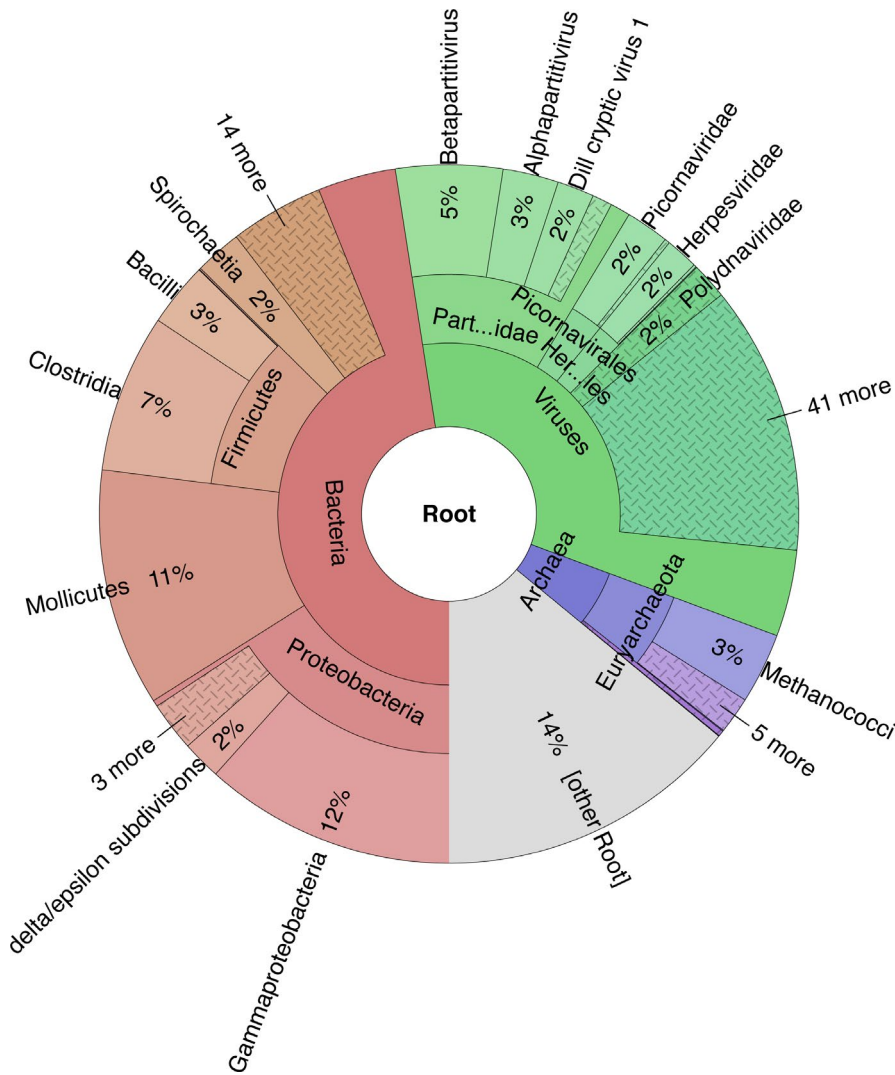 Betapartitivirus
5%
Alphapartitivirus
3%
Dill cryptic virus 1
2%
Picornaviridae
2%
Herpesviridae
2%
Polydnaviridae
2%
Picornavirales
Part...idae
Her...les
Viruses
41 more
14 more
Spirochaetia
2%
Bacilli
3%
Clostridia
7%
Firmicutes
Bacteria
Root
Mollicutes
11%
Proteobacteria
3 more
2%
delta/epsilon subdivisions
12%
Gammaproteobacteria
Archaea
Euryarchaeota
3%
Methanococci
5 more
14% [other Root]